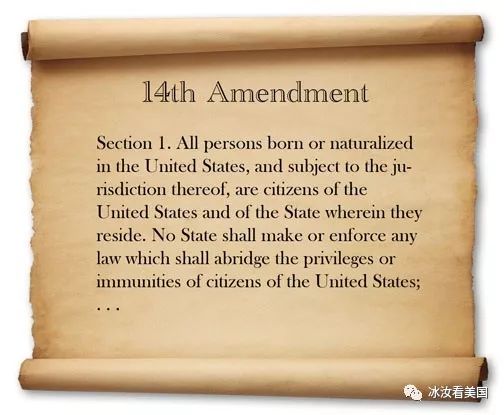 14th Amendment
Section 1. All persons born or naturalized
in the United States, and subject to the ju-
risdiction thereof, are citizens of the
United States and of the State wherein they
reside. No State shall make or enforce any
law which shall abridge the privileges or
immunities of citizens of the United States;
. . .
冰汝看美国